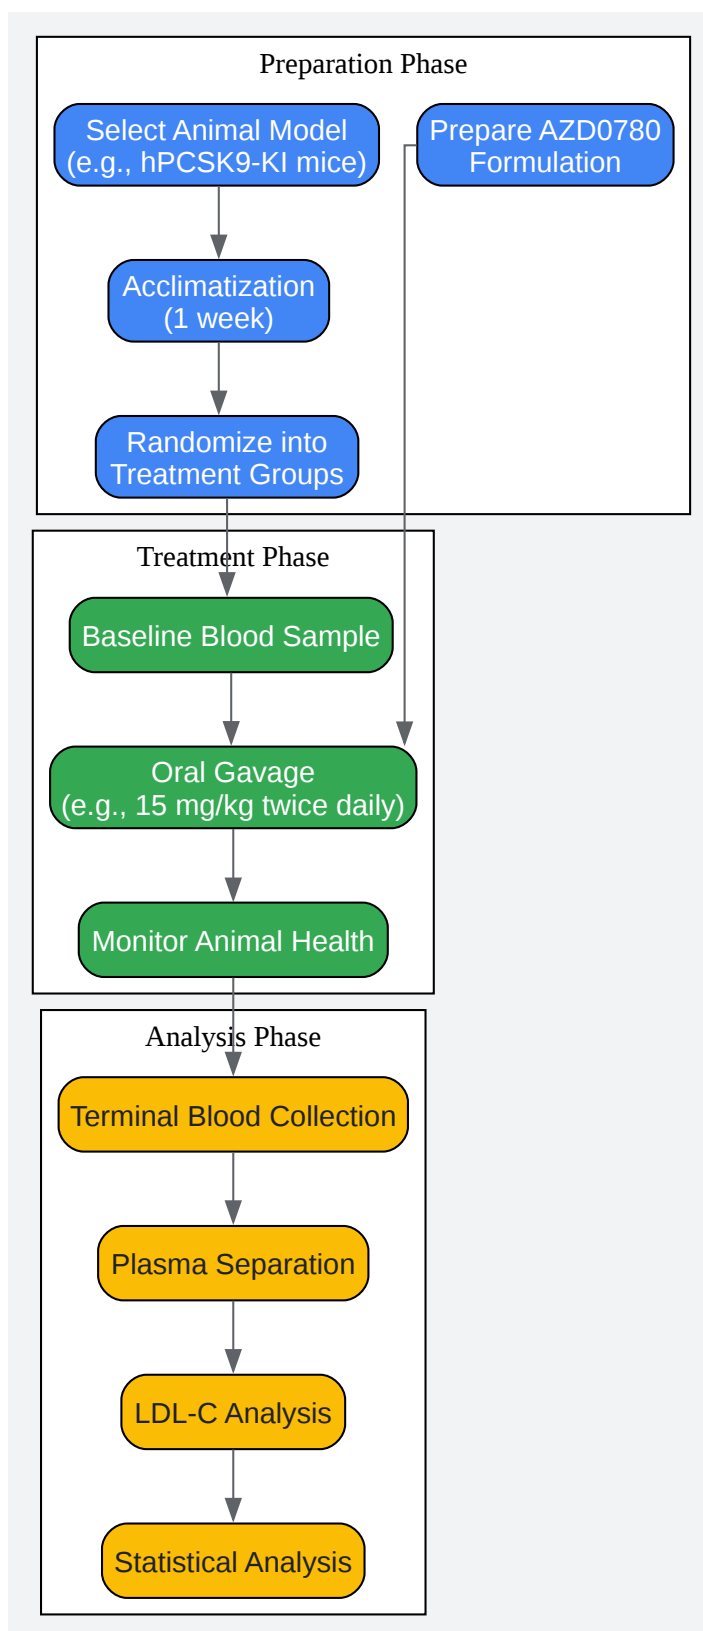 Preparation Phase
Select Animal Model
(e.g., hPCSK9-KI mice)
Prepare AZD0780
Formulation
Acclimatization
(1 week)
Randomize into
Treatment Groups
Treatment Phase
Baseline Blood Sample
Oral Gavage
(e.g., 15 mg/kg twice daily)
Monitor Animal Health
Analysis Phase
Terminal Blood Collection
Plasma Separation
LDL-C Analysis
Statistical Analysis